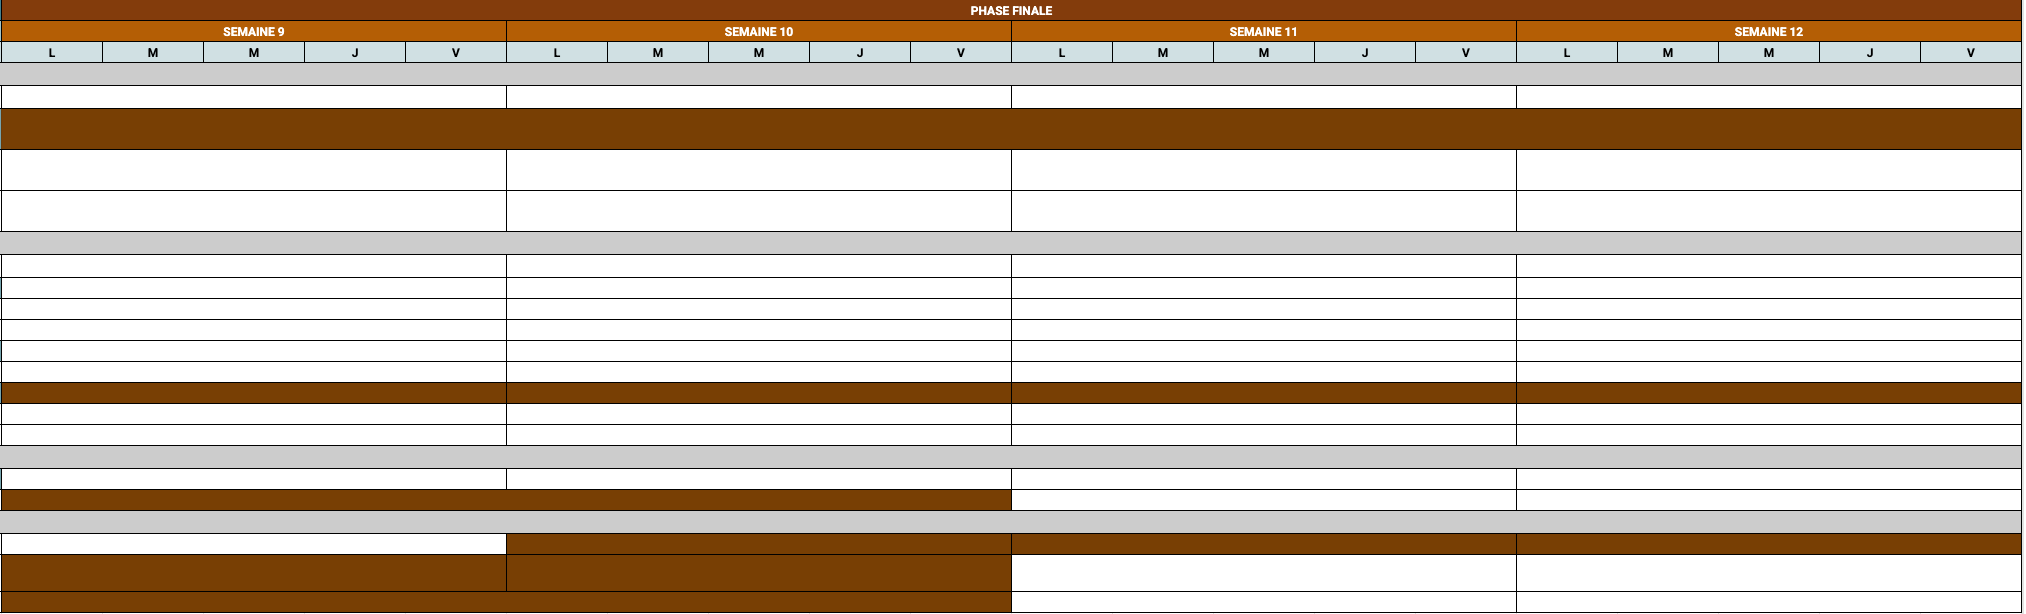 PHASE FINALE
SEMAINE 9 SEMAINE 10 SEMAINE 11 SEMAINE 12
L M M J V L M M J V L M M J V L M M J V